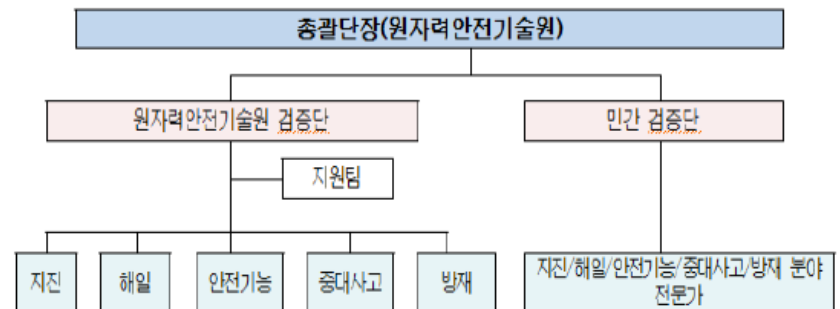 총괄단장(원자력안전기술원)
원자력안전기술원 검증단
민간 검증단
지원팀
지진
해일
안전기능
중대사고
방재
지진/해일/안전기능/중대사고/방재 분야
전문가